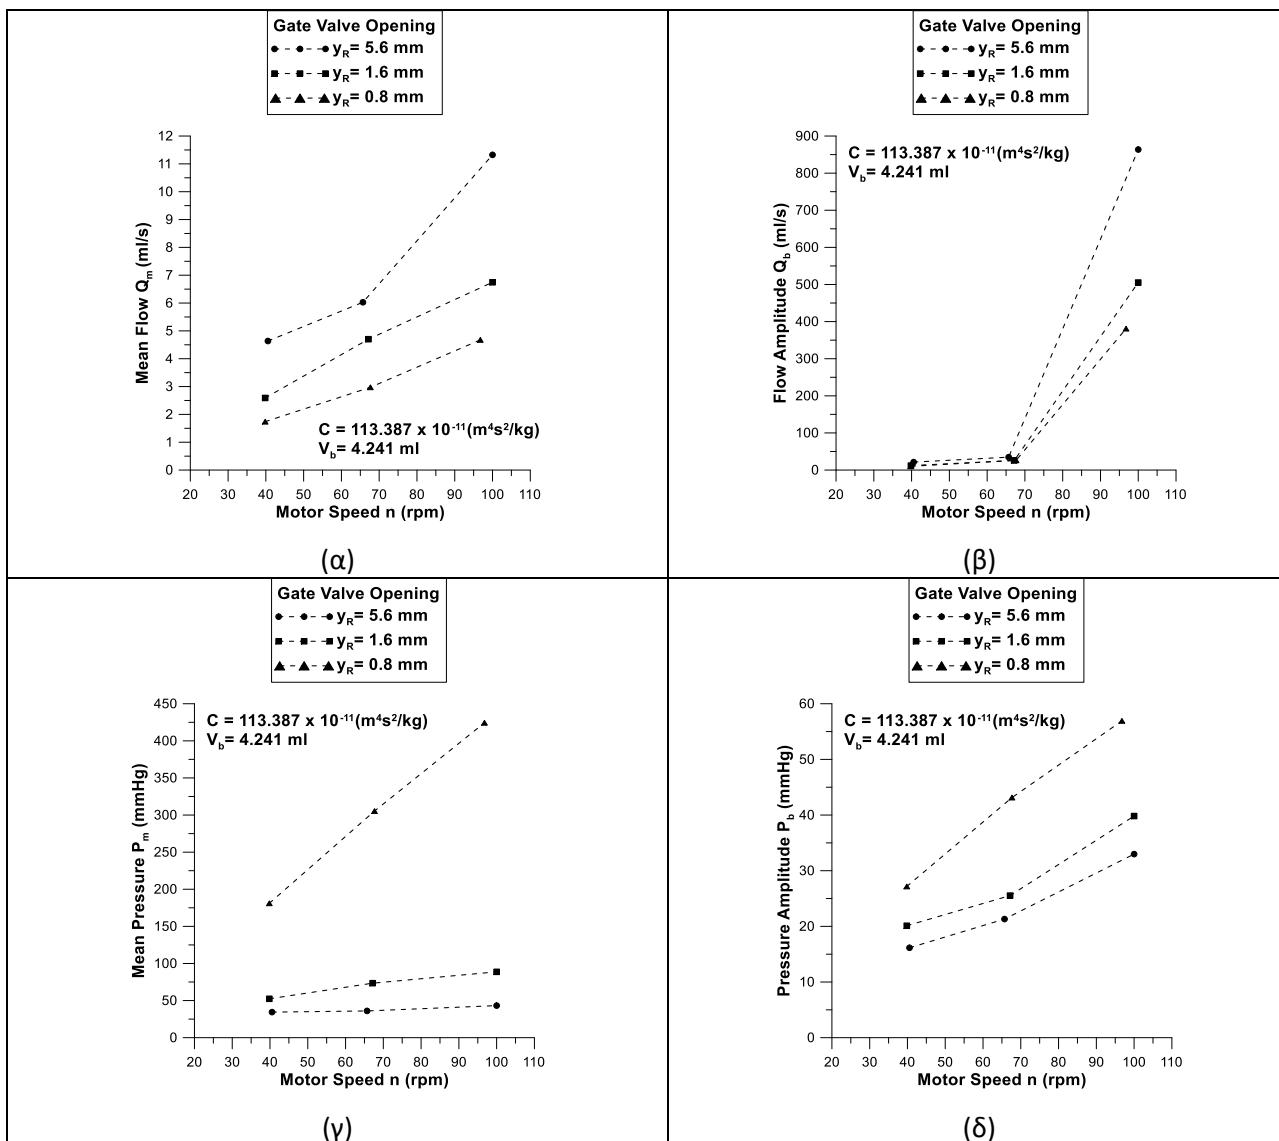 Gate Valve Opening
y_R= 5.6 mm
y_R= 1.6 mm
y_R= 0.8 mm
12
11
10
9
8
7
6
5
4
3
2
1
0
Mean Flow Q_m (ml/s)
C = 113.387 x 10⁻¹¹(m⁴s²/kg)
V_b= 4.241 ml
20 30 40 50 60 70 80 90 100 110
Motor Speed n (rpm)
(α)
Gate Valve Opening
y_R= 5.6 mm
y_R= 1.6 mm
y_R= 0.8 mm
900
800
700
600
500
400
300
200
100
0
Flow Amplitude Q_b (ml/s)
C = 113.387 x 10⁻¹¹(m⁴s²/kg)
V_b= 4.241 ml
20 30 40 50 60 70 80 90 100 110
Motor Speed n (rpm)
(β)
Gate Valve Opening
y_R= 5.6 mm
y_R= 1.6 mm
y_R= 0.8 mm
450
400
350
300
250
200
150
100
50
0
Mean Pressure P_m (mmHg)
C = 113.387 x 10⁻¹¹(m⁴s²/kg)
V_b= 4.241 ml
20 30 40 50 60 70 80 90 100 110
Motor Speed n (rpm)
(γ)
Gate Valve Opening
y_R= 5.6 mm
y_R= 1.6 mm
y_R= 0.8 mm
60
50
40
30
20
10
0
Pressure Amplitude P_b (mmHg)
C = 113.387 x 10⁻¹¹(m⁴s²/kg)
V_b= 4.241 ml
20 30 40 50 60 70 80 90 100 110
Motor Speed n (rpm)
(δ)